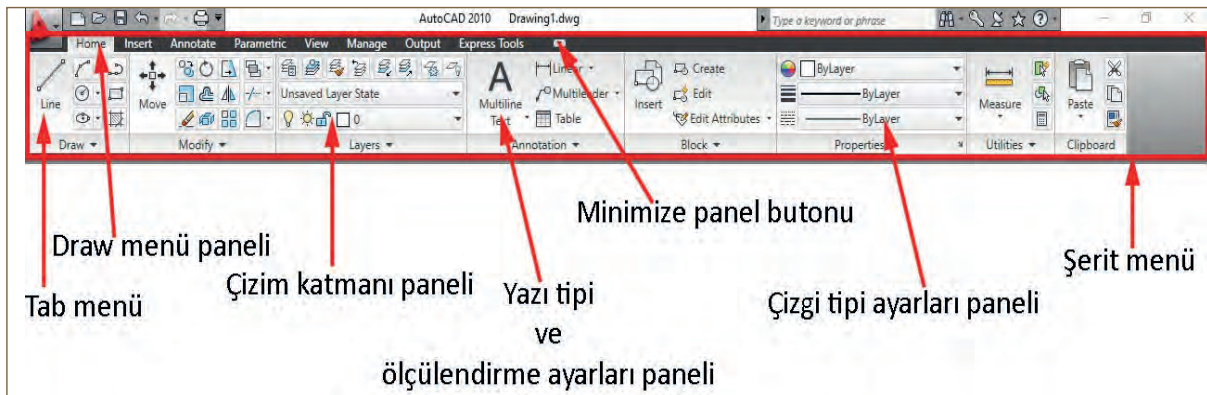 AutoCAD 2010 Drawing1.dwg Type a keyword or phrase
Home Insert Annotate Parametric View Manage Output Express Tools
Line Move Unsaved Layer State 0 Multiline Text Linear Multileader Table Insert Create Edit Edit Attributes ByLayer ByLayer ByLayer Measure Paste
Draw Modify Layers Annotation Block Properties Utilities Clipboard
Minimize panel butonu
Draw menü paneli
Şerit menü
Tab menü
Çizim katmanı paneli
Yazı tipi
ve
ölçülendirme ayarları paneli
Çizgi tipi ayarları paneli